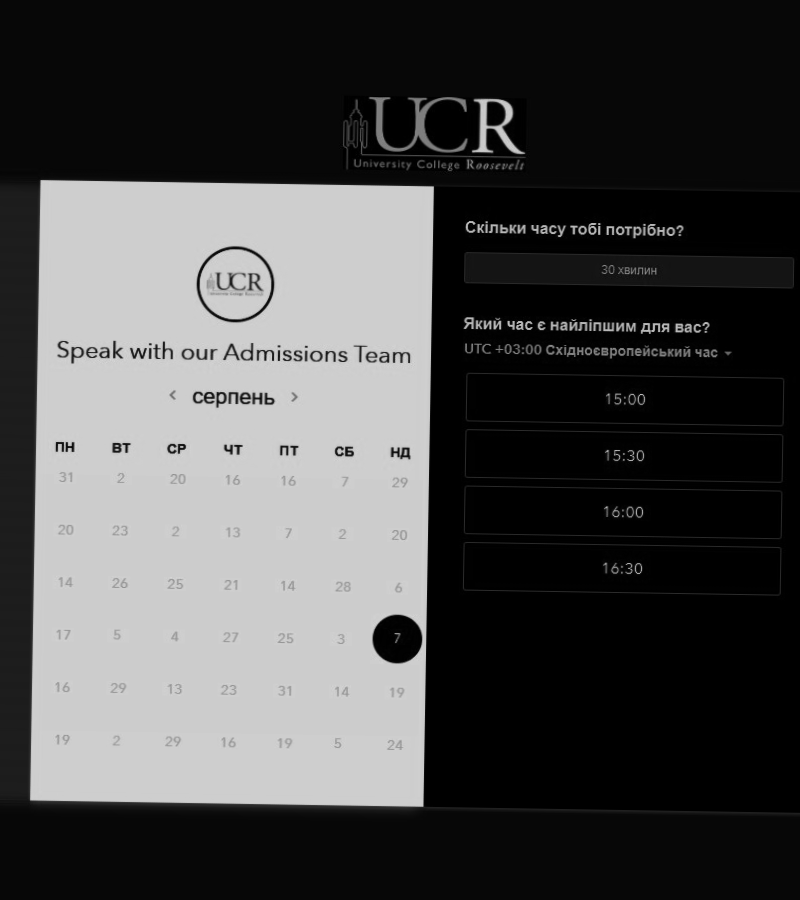 UCR
University College Roosevelt
UCR
University College Roosevelt
Speak with our Admissions Team
серпень
ПН ВТ СР ЧТ ПТ СБ НД
31 2 20 16 16 7 29
20 23 2 13 7 2 20
14 26 25 21 14 28 6
17 5 4 27 25 3 7
16 29 13 23 31 14 19
19 2 29 16 19 5 24
Скільки часу тобі потрібно?
30 хвилин
Який час є найліпшим для вас?
UTC +03:00 Східноєвропейський час
15:00
15:30
16:00
16:30